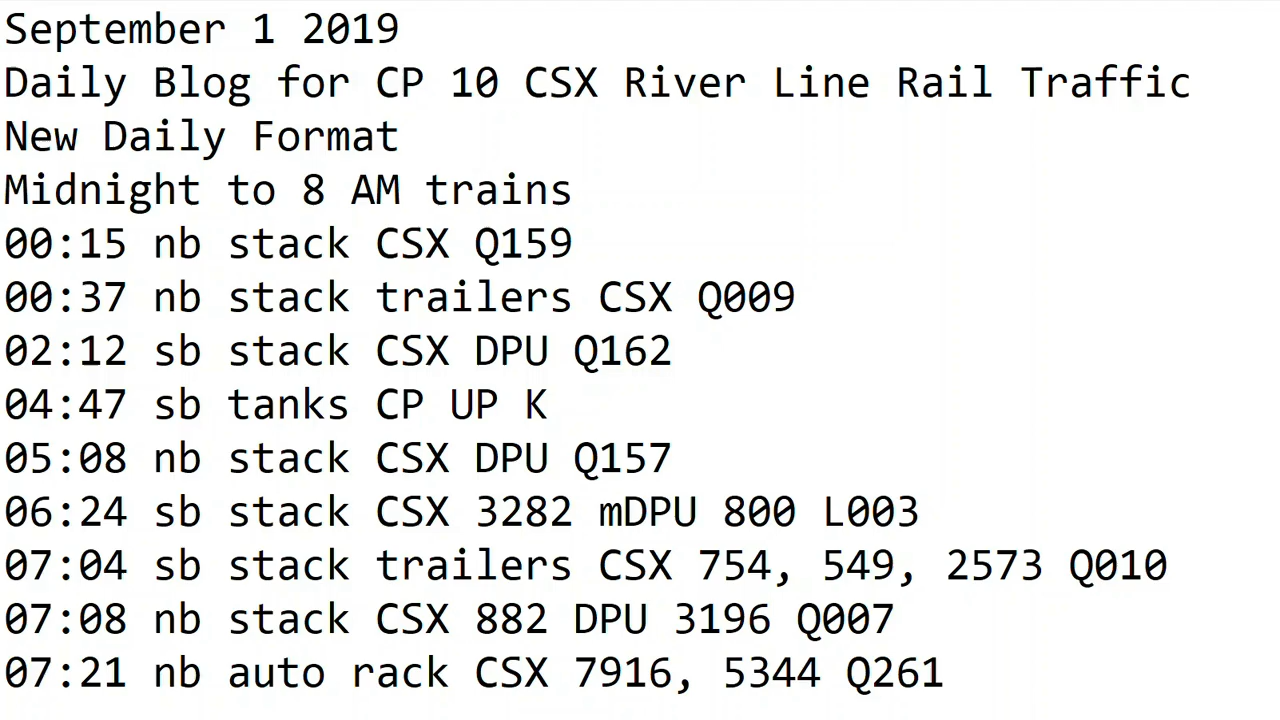 September 1 2019
Daily Blog for CP 10 CSX River Line Rail Traffic
New Daily Format
Midnight to 8 AM trains
00:15 nb stack CSX Q159
00:37 nb stack trailers CSX Q009
02:12 sb stack CSX DPU Q162
04:47 sb tanks CP UP K
05:08 nb stack CSX DPU Q157
06:24 sb stack CSX 3282 mDPU 800 L003
07:04 sb stack trailers CSX 754, 549, 2573 Q010
07:08 nb stack CSX 882 DPU 3196 Q007
07:21 nb auto rack CSX 7916, 5344 Q261